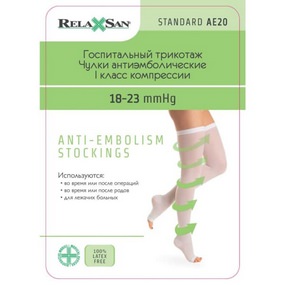 RELAXSAN
STANDARD AE20
Госпитальный трикотаж
Чулки антиэмболические
I класс компрессии
18-23 mmHg
ANTI-EMBOLISM
STOCKINGS
Используются:
• во время или после операций
• во время или после родов
• для лежачих больных
100%
LATEX
FREE